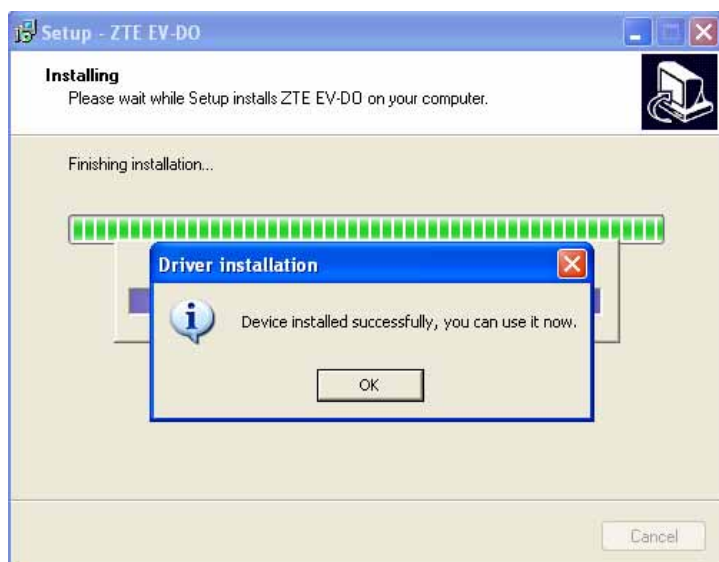 Setup - ZTE EV-DO
Installing
Please wait while Setup installs ZTE EV-DO on your computer.
Finishing installation...
Driver installation
Device installed successfully, you can use it now.
OK
Cancel